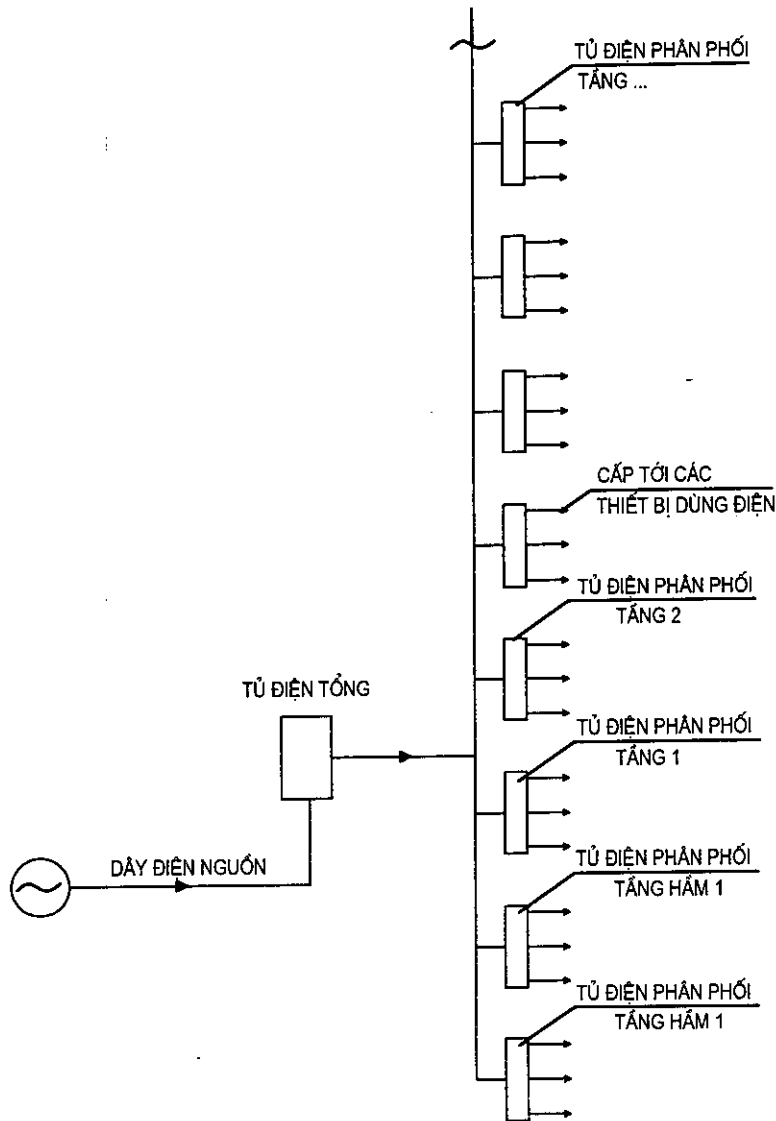 TỦ ĐIỆN PHÂN PHỐI
TẦNG ...
CẤP TỚI CÁC
THIẾT BỊ DÙNG ĐIỆN
TỦ ĐIỆN PHÂN PHỐI
TẦNG 2
TỦ ĐIỆN TỔNG
TỦ ĐIỆN PHÂN PHỐI
TẦNG 1
DÂY ĐIỆN NGUỒN
TỦ ĐIỆN PHÂN PHỐI
TẦNG HẦM 1
TỦ ĐIỆN PHÂN PHỐI
TẦNG HẦM 1